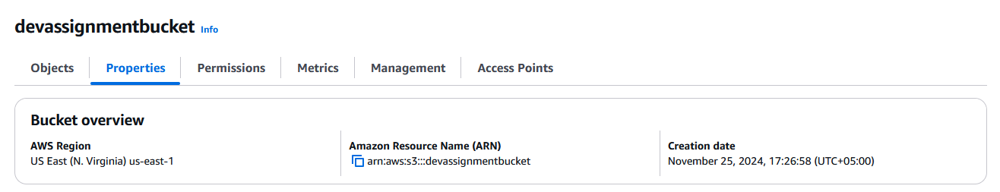 devassignmentbucket Info
Objects Properties Permissions Metrics Management Access Points
Bucket overview
AWS Region
US East (N. Virginia) us-east-1
Amazon Resource Name (ARN)
arn:aws:s3:::devassignmentbucket
Creation date
November 25, 2024, 17:26:58 (UTC+05:00)